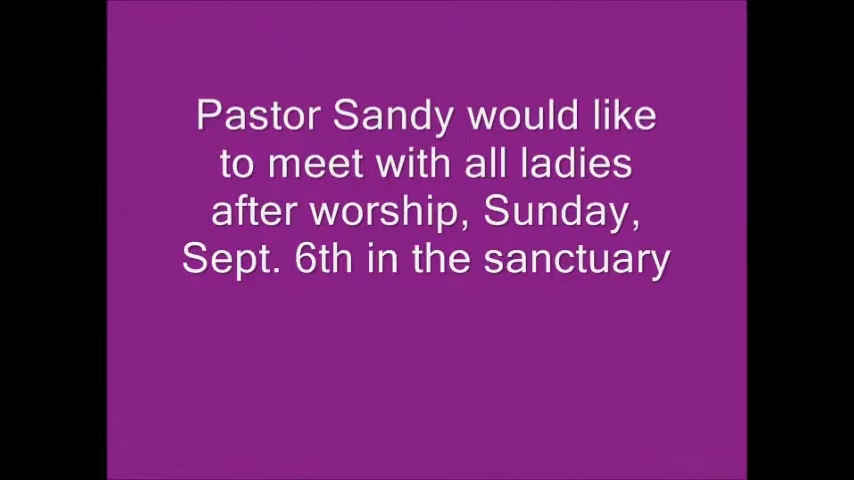 Pastor Sandy would like
to meet with all ladies
after worship, Sunday,
Sept. 6th in the sanctuary